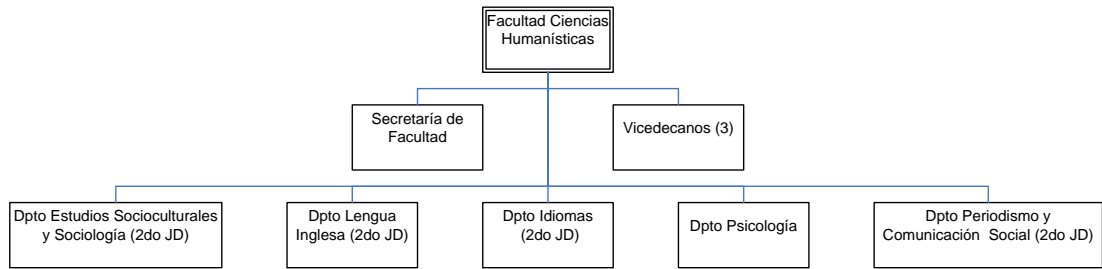 Facultad Ciencias
Humanísticas
Secretaría de
Facultad
Vicedecanos (3)
Dpto Estudios Socioculturales
y Sociología (2do JD)
Dpto Lengua
Inglesa (2do JD)
Dpto Idiomas
(2do JD)
Dpto Psicología
Dpto Periodismo y
Comunicación  Social (2do JD)